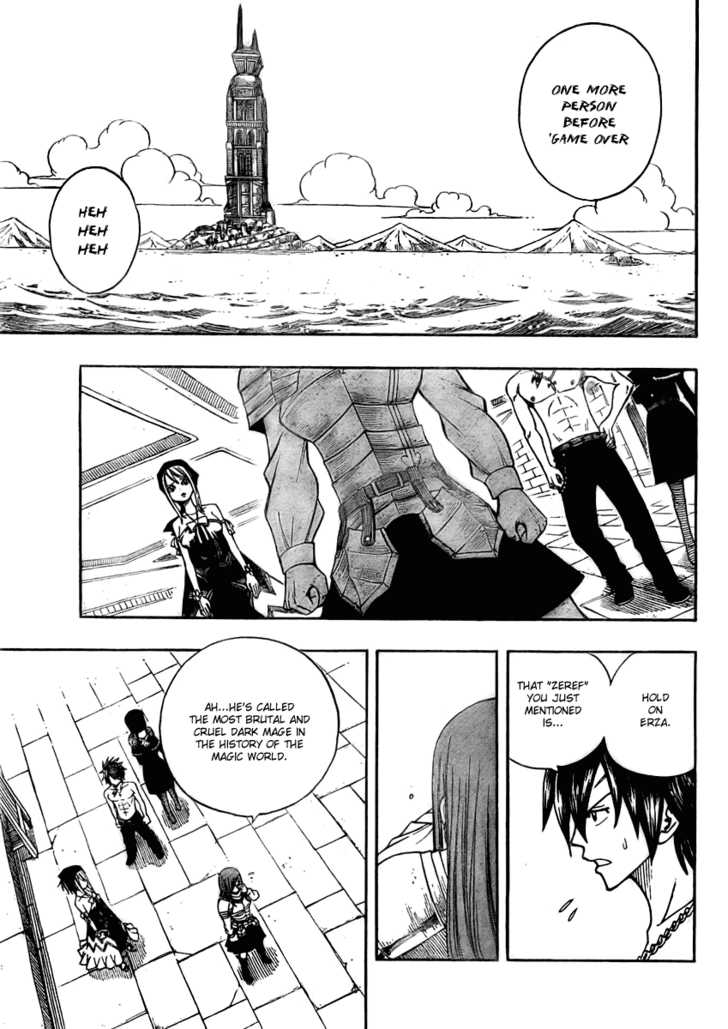 ONE MORE
PERSON
BEFORE
'GAME OVER
HEH
HEH
HEH
HOLD
ON
ERZA.
THAT "ZEREF"
YOU JUST
MENTIONED
IS...
AH...HE'S CALLED
THE MOST BRUTAL AND
CRUEL DARK MAGE IN
THE HISTORY OF THE
MAGIC WORLD.